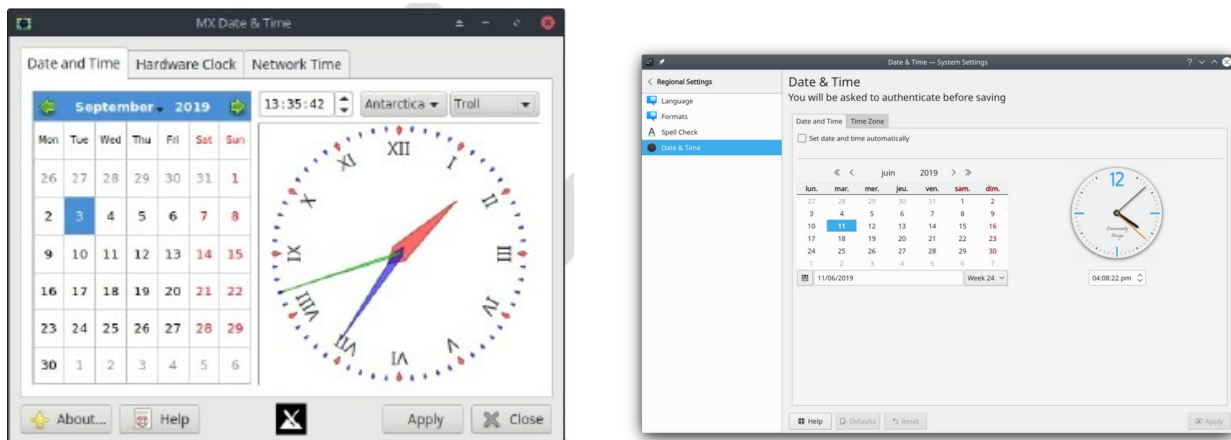 MX Date & Time
Date and Time Hardware Clock Network Time
September 2019 13:35:42 Antarctica Troll
Mon Tue Wed Thu Fri Sat Sun
26 27 28 29 30 31 1
2 3 4 5 6 7 8
9 10 11 12 13 14 15
16 17 18 19 20 21 22
23 24 25 26 27 28 29
30 1 2 3 4 5 6
XII
I
II
III
IV
V
VI
VII
VIII
IX
X
XI
About... Help X Apply Close
Date & Time — System Settings
Regional Settings
Language
Formats
Spell Check
Date & Time
Date & Time
You will be asked to authenticate before saving
Date and Time Time Zone
Set date and time automatically
juin 2019
lun. mar. mer. jeu. ven. sam. dim.
27 28 29 30 31 1 2
3 4 5 6 7 8 9
10 11 12 13 14 15 16
17 18 19 20 21 22 23
24 25 26 27 28 29 30
1 2 3 4 5 6 7
11/06/2019 Week 24
12
04:08:22 pm
Help Defaults Reset Apply